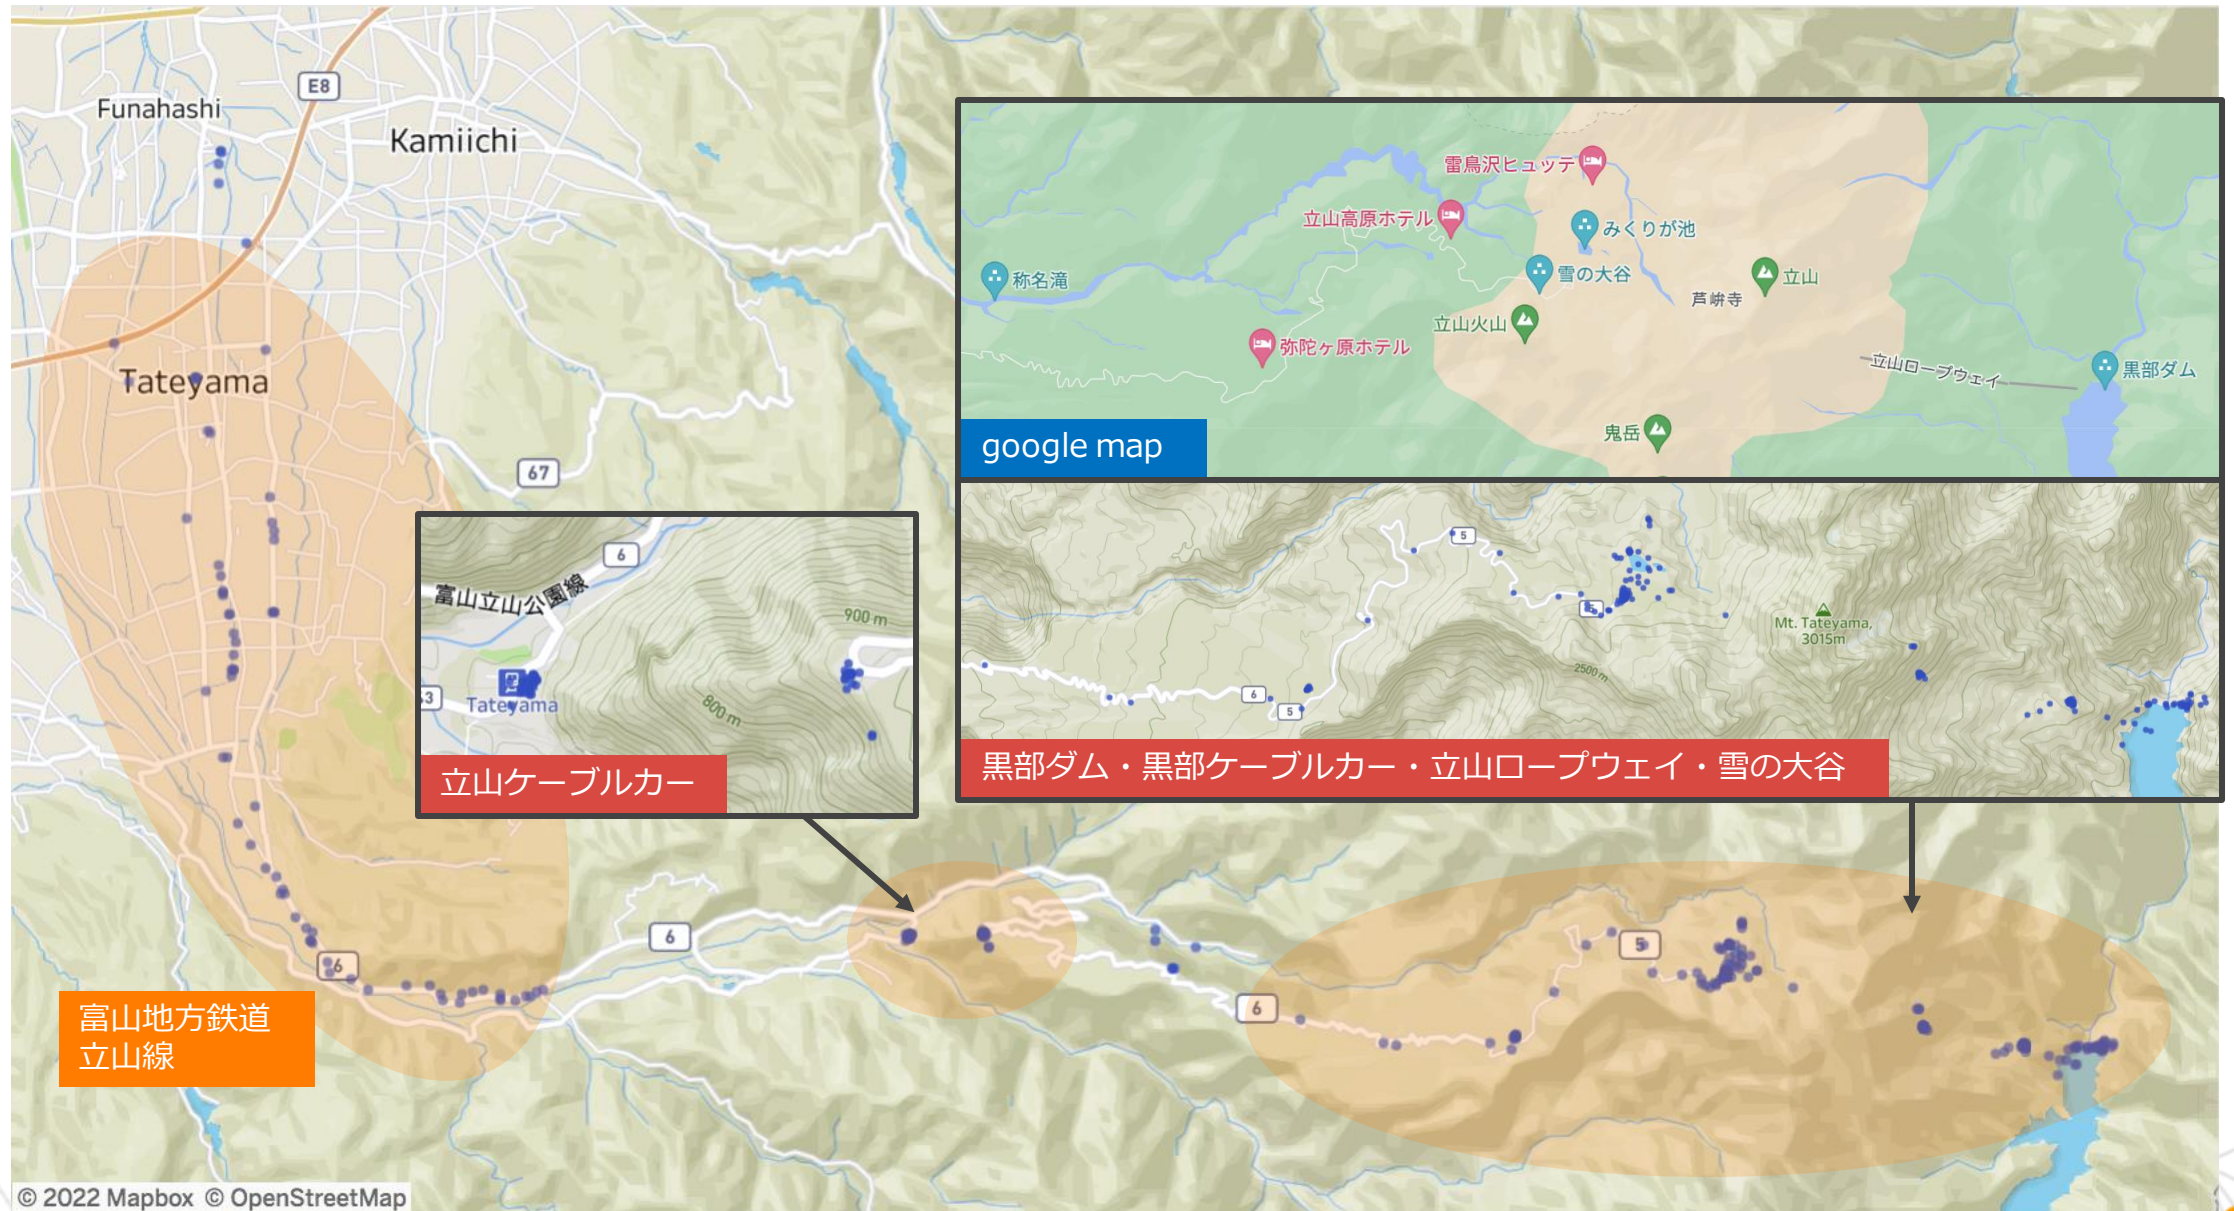 E8
Funahashi
Kamiichi
Tateyama
67
雷鳥沢ヒュッテ
立山高原ホテル
みくりが池
称名滝
雪の大谷
立山
芦峅寺
立山火山
弥陀ヶ原ホテル
立山ロープウェイ
黒部ダム
鬼岳
google map
6
富山立山公園線
900 m
3
Tateyama
800 m
立山ケーブルカー
5
5
Mt. Tateyama,
3015m
2500 m
6
5
黒部ダム・黒部ケーブルカー・立山ロープウェイ・雪の大谷
6
6
5
6
富山地方鉄道
立山線
© 2022 Mapbox © OpenStreetMap